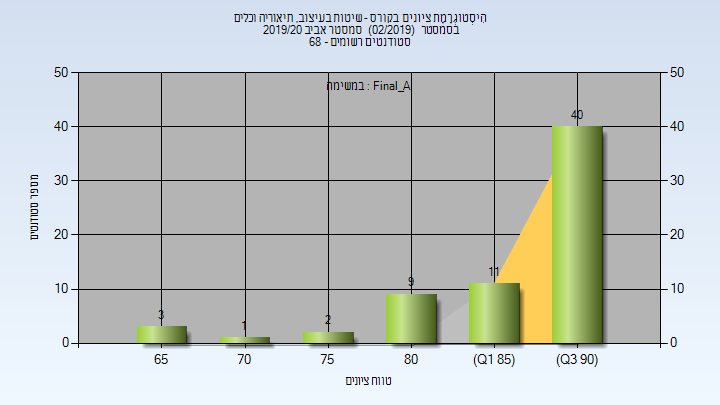 היסטוגרמת ציונים בקורס - שיטות בעיצוב, תיאוריה וכלים
בסמסטר (02/2019) סמסטר אביב 2019/20
סטודנטים רשומים - 68
במשימה : Final_A
50 50
40 40
30 30
20 20
10 10
0 0
3 1 2 9 11 40
65 70 75 80 (Q1 85) (Q3 90)
מספר סטודנטים
טווח ציונים